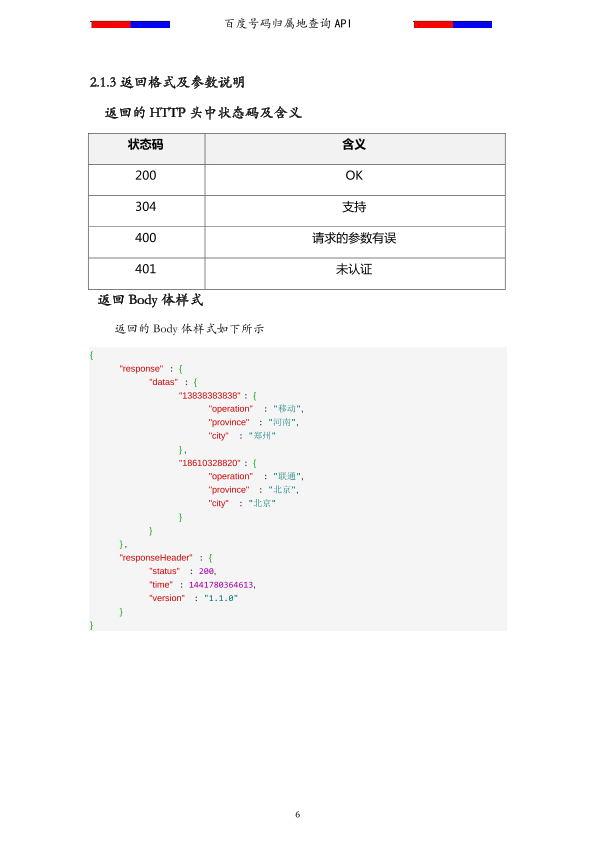 百度号码归属地查询 API
2.1.3 返回格式及参数说明
返回的 HTTP 头中状态码及含义
状态码 含义
200 OK
304 支持
400 请求的参数有误
401 未认证
返回 Body 体样式
返回的 Body 体样式如下所示
{
"response" : {
"datas" : {
"13838383838" : {
"operation" : "移动",
"province" : "河南",
"city" : "郑州"
},
"18610328820" : {
"operation" : "联通",
"province" : "北京",
"city" : "北京"
}
}
},
"responseHeader" : {
"status" : 200,
"time" : 1441780364613,
"version" : "1.1.0"
}
}
6